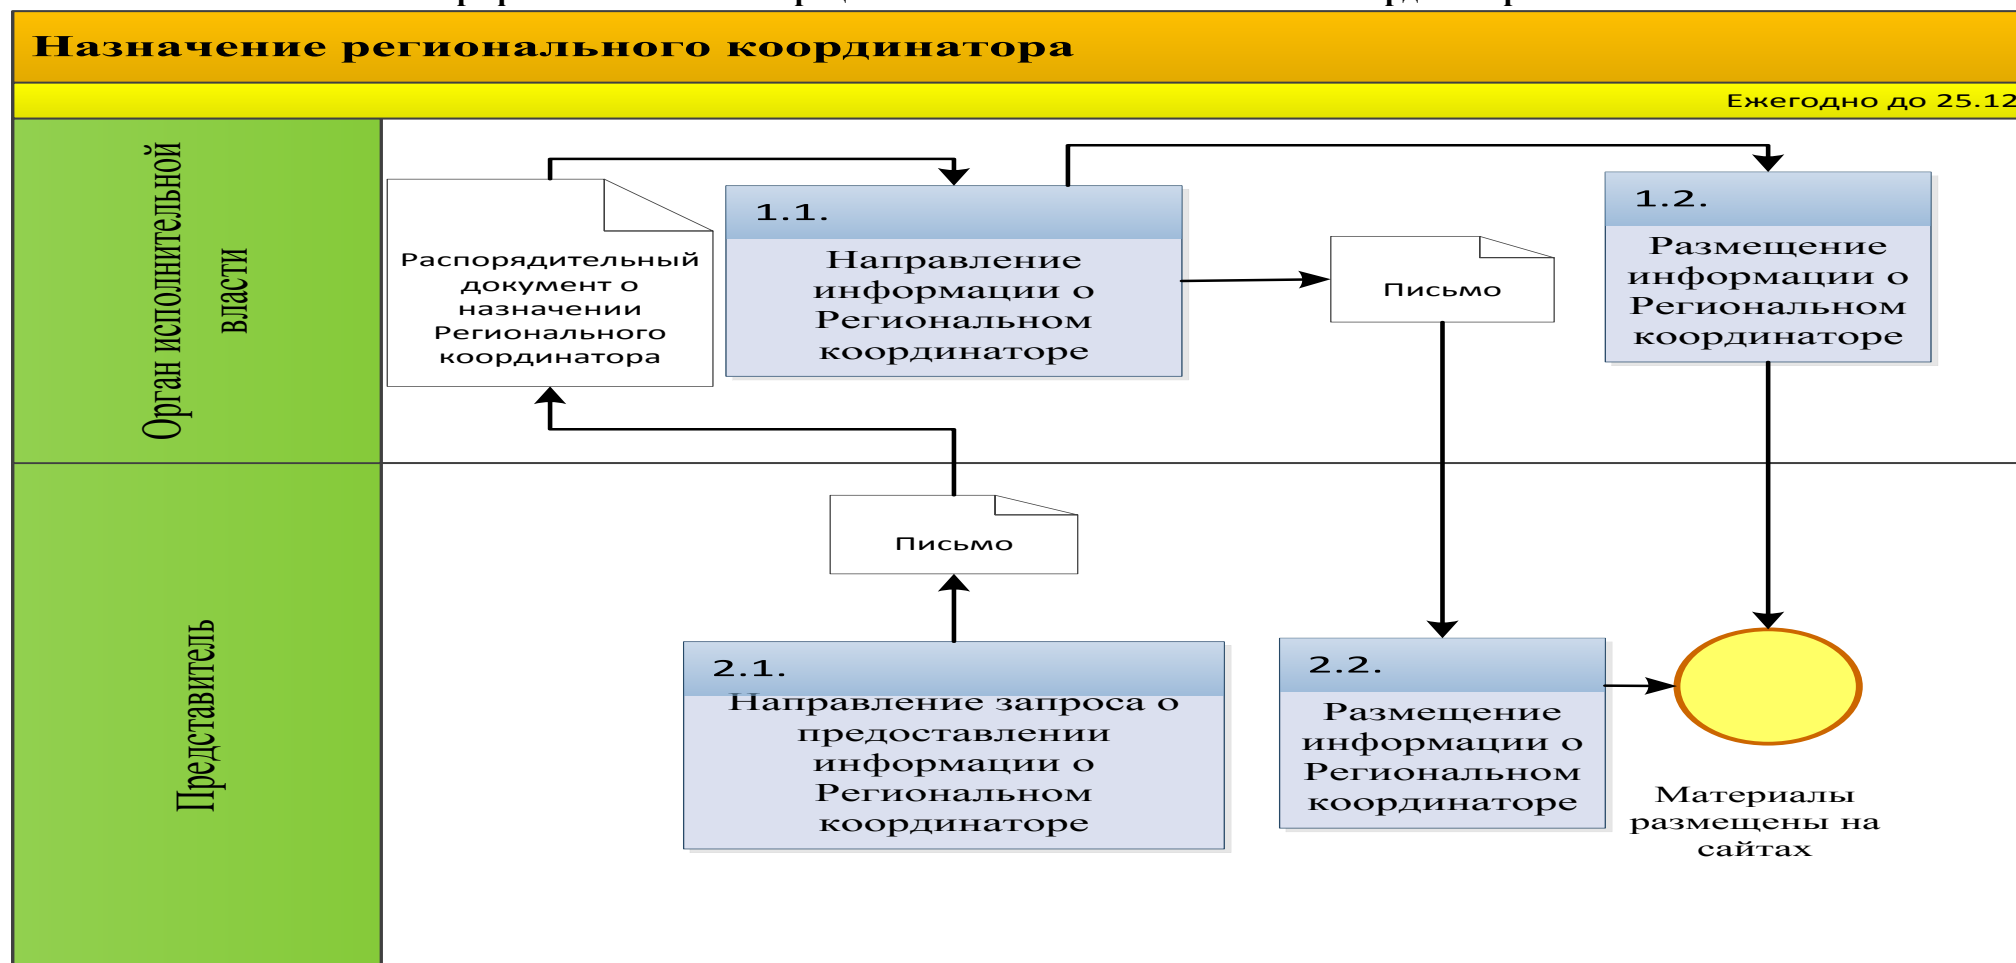 Назначение регионального координатора
Ежегодно до 25.12
Орган исполнительной
власти
Распорядительный
документ о
назначении
Регионального
координатора
1.1.
Направление
информации о
Региональном
координаторе
Письмо
1.2.
Размещение
информации о
Региональном
координаторе
Представитель
Письмо
2.1.
Направление запроса о
предоставлении
информации о
Региональном
координаторе
2.2.
Размещение
информации о
Региональном
координаторе
Материалы
размещены на
сайтах